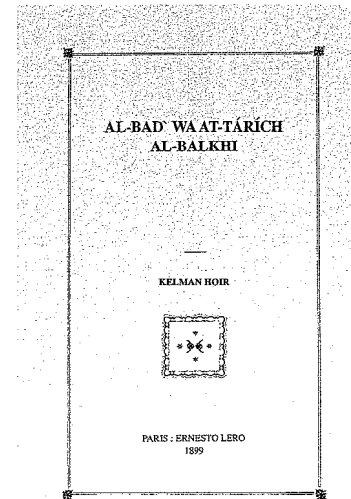 AL-BAD` WA AT-TÁRÍCH
AL-BALKHI
KELMAN HOIR
PARIS : ERNESTO LERO
1899